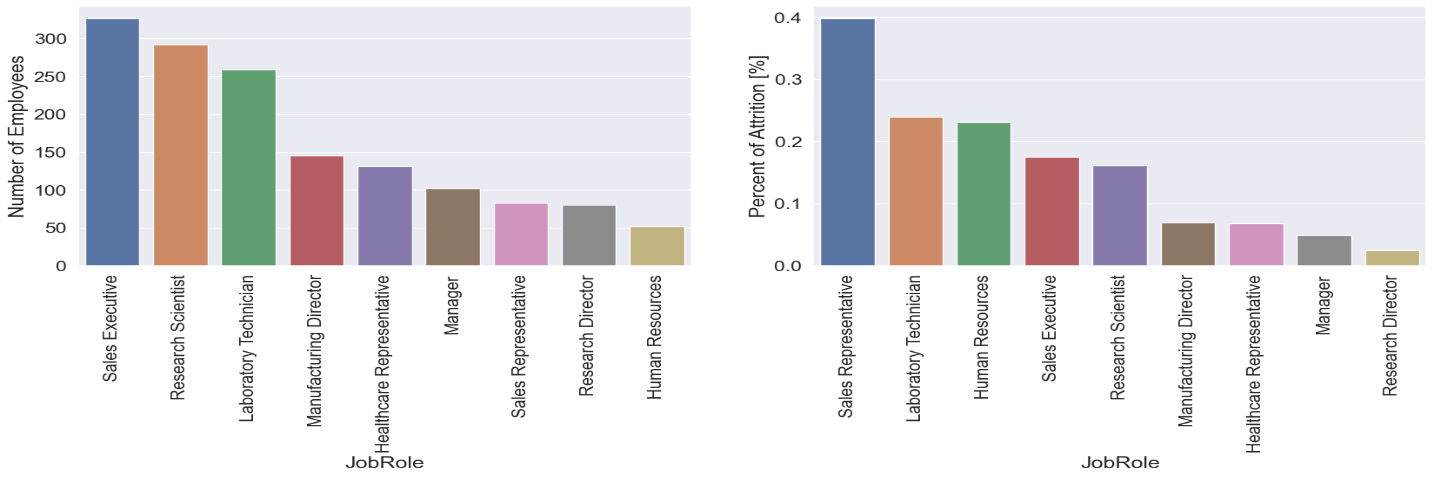 Number of Employees
300
250
200
150
100
50
0
Sales Executive
Research Scientist
Laboratory Technician
Manufacturing Director
Healthcare Representative
Manager
Sales Representative
Research Director
Human Resources
JobRole
Percent of Attrition [%]
0.4
0.3
0.2
0.1
0.0
Sales Representative
Laboratory Technician
Human Resources
Sales Executive
Research Scientist
Manufacturing Director
Healthcare Representative
Manager
Research Director
JobRole